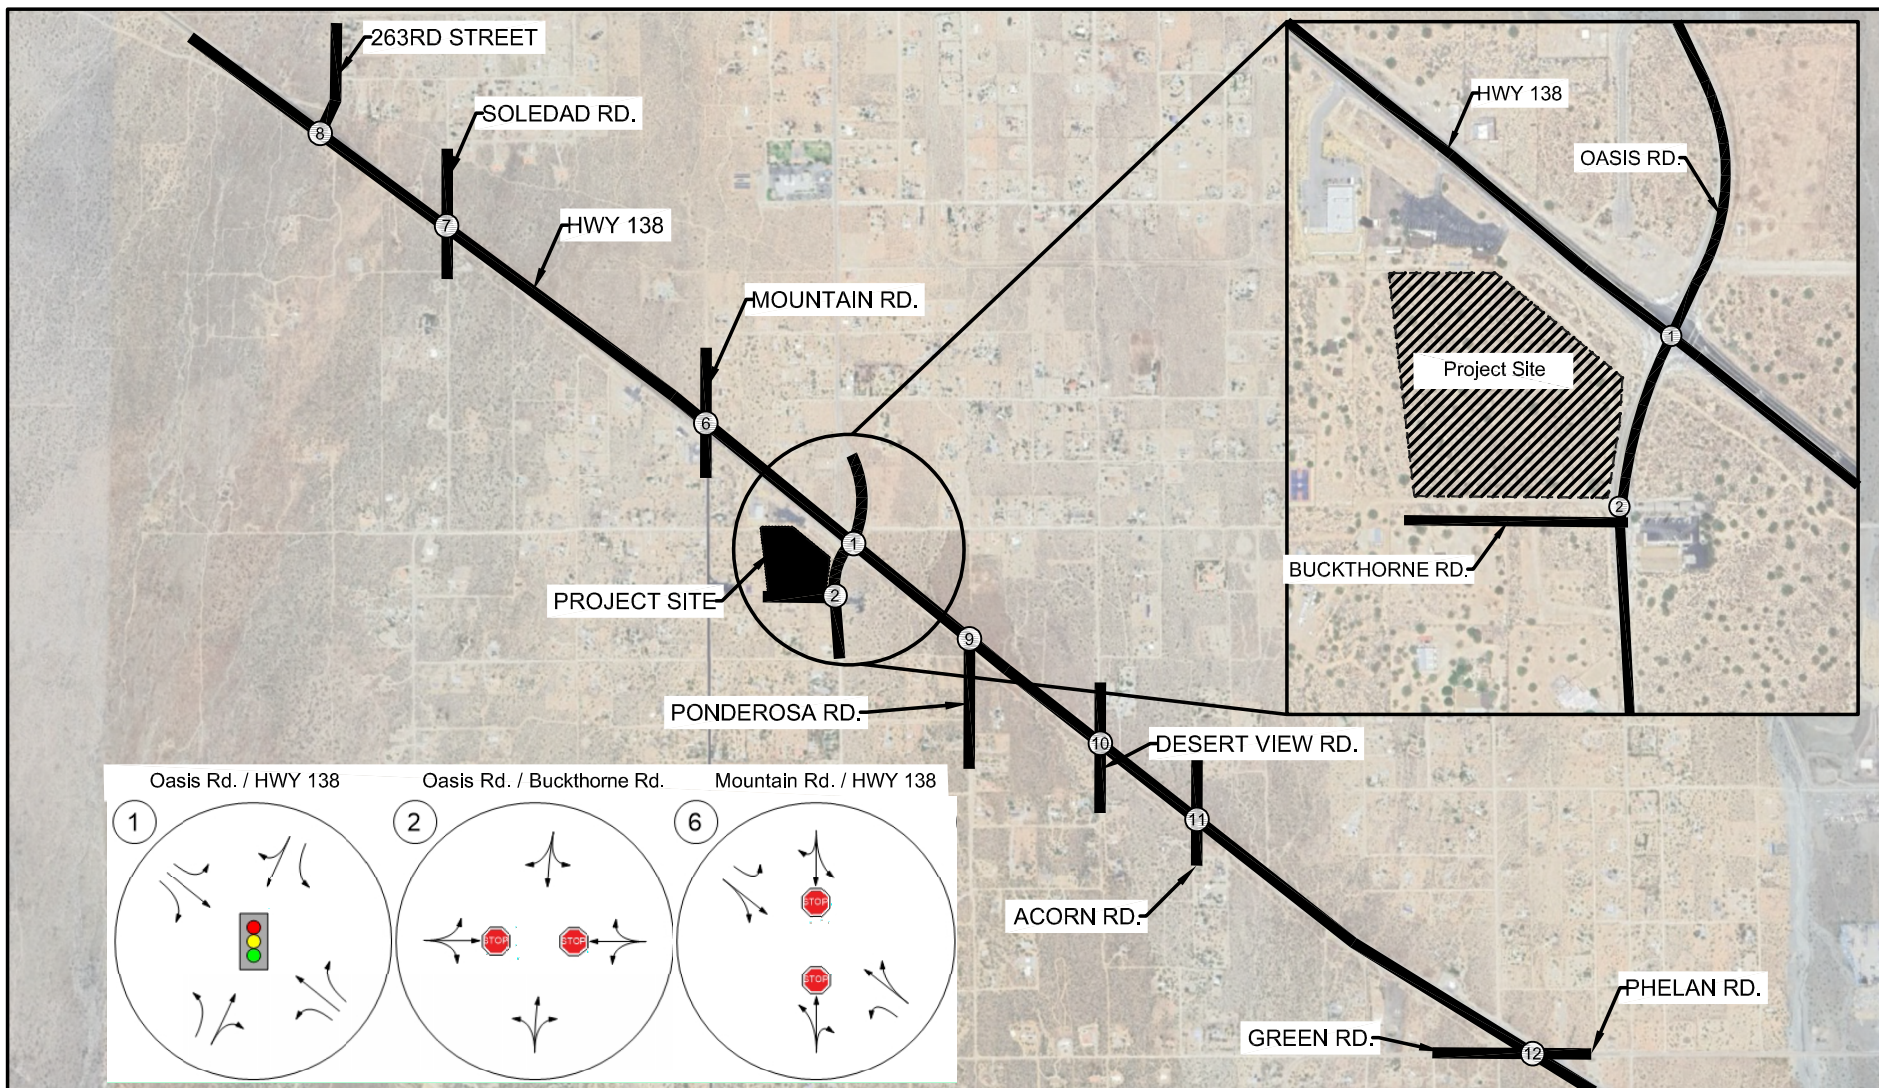 263RD STREET
8
SOLEDAD RD.
7
HWY 138
MOUNTAIN RD.
6
1
PROJECT SITE
2
9
PONDEROSA RD.
10
DESERT VIEW RD.
11
ACORN RD.
PHELAN RD.
GREEN RD.
12
HWY 138
OASIS RD.
1
Project Site
2
BUCKTHORNE RD.
Oasis Rd. / HWY 138
1
Oasis Rd. / Buckthorne Rd.
2
STOP
STOP
Mountain Rd. / HWY 138
6
STOP
STOP